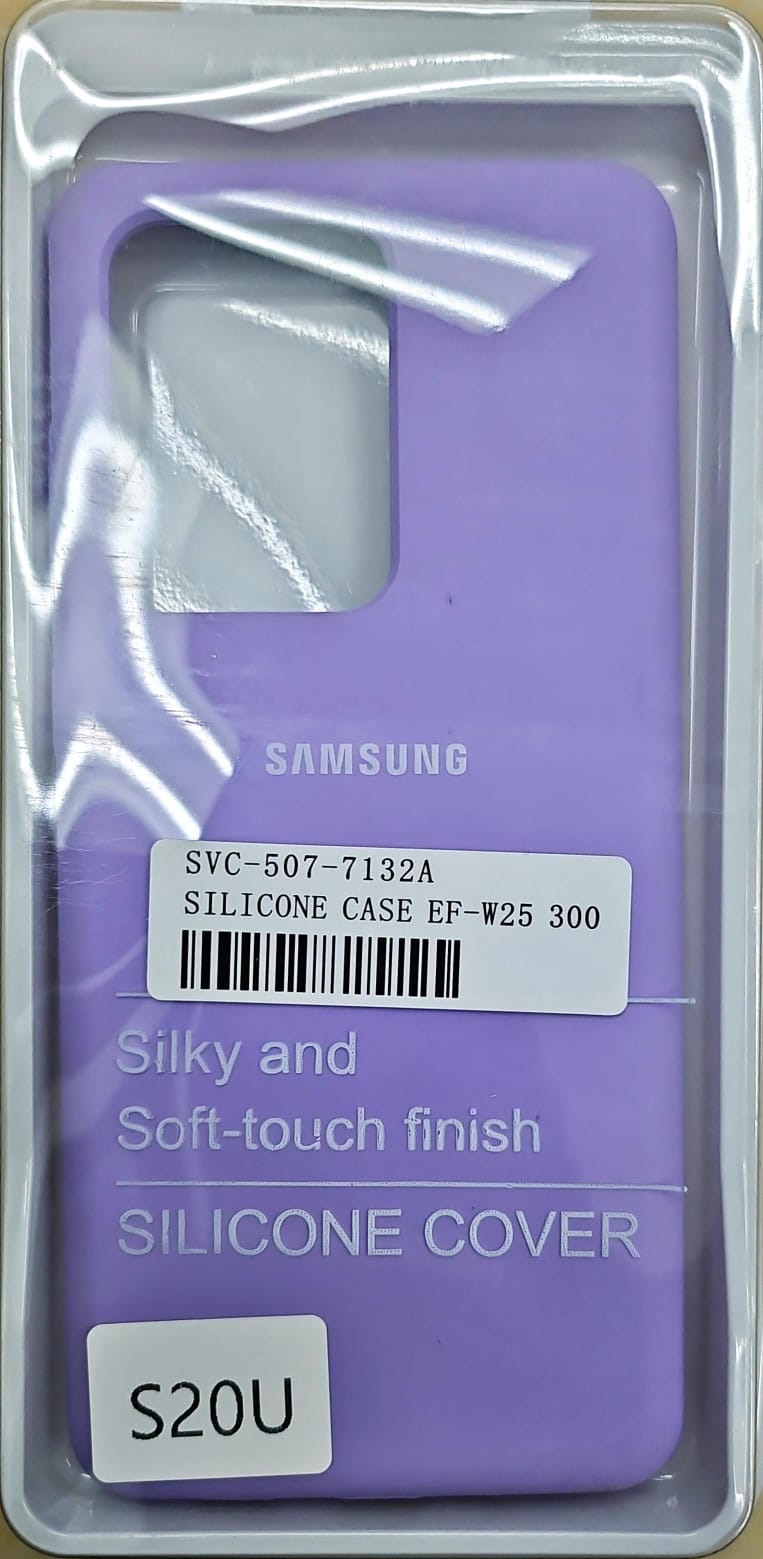 SAMSUNG
SVC-507-7132A
SILICONE CASE EF-W25 300
Silky and
Soft-touch finish
SILICONE COVER
S20U